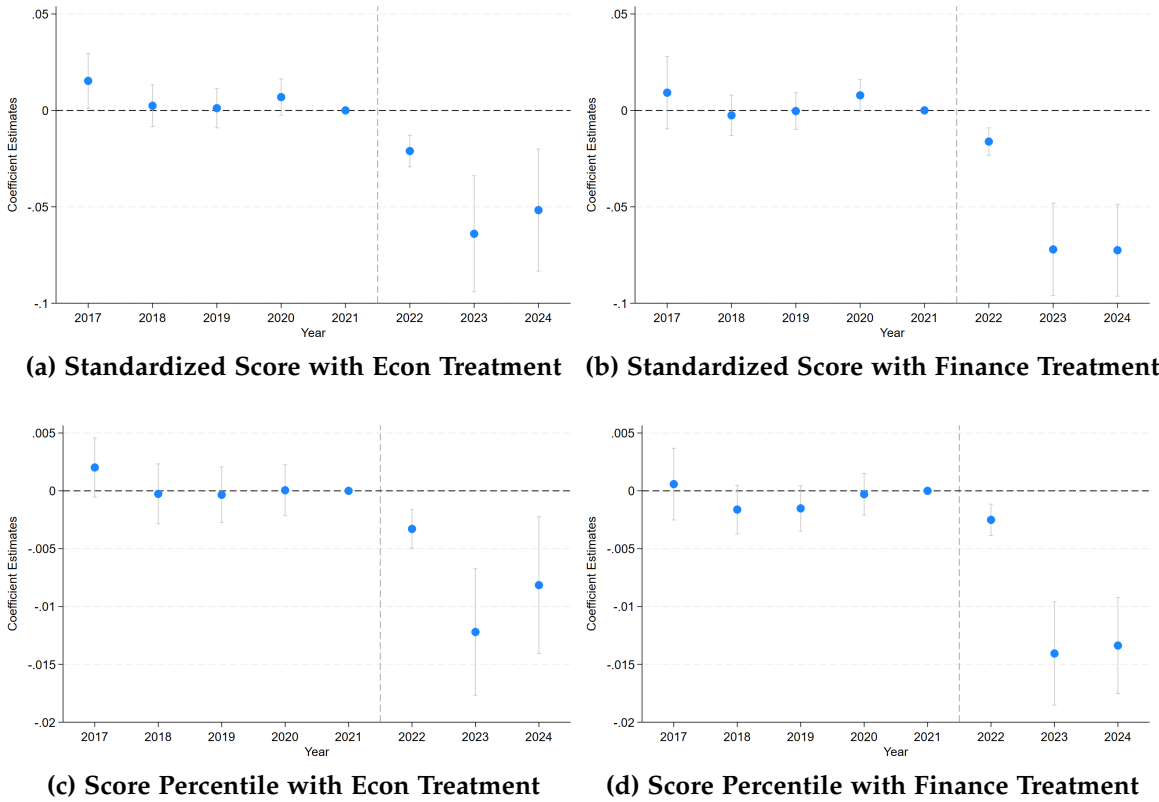 .05
0
-.05
-.1
Coefficient Estimates
2017 2018 2019 2020 2021 2022 2023 2024
Year
(a) Standardized Score with Econ Treatment
.05
0
-.05
-.1
Coefficient Estimates
2017 2018 2019 2020 2021 2022 2023 2024
Year
(b) Standardized Score with Finance Treatment
.005
0
-.005
-.01
-.015
-.02
Coefficient Estimates
2017 2018 2019 2020 2021 2022 2023 2024
Year
(c) Score Percentile with Econ Treatment
.005
0
-.005
-.01
-.015
-.02
Coefficient Estimates
2017 2018 2019 2020 2021 2022 2023 2024
Year
(d) Score Percentile with Finance Treatment